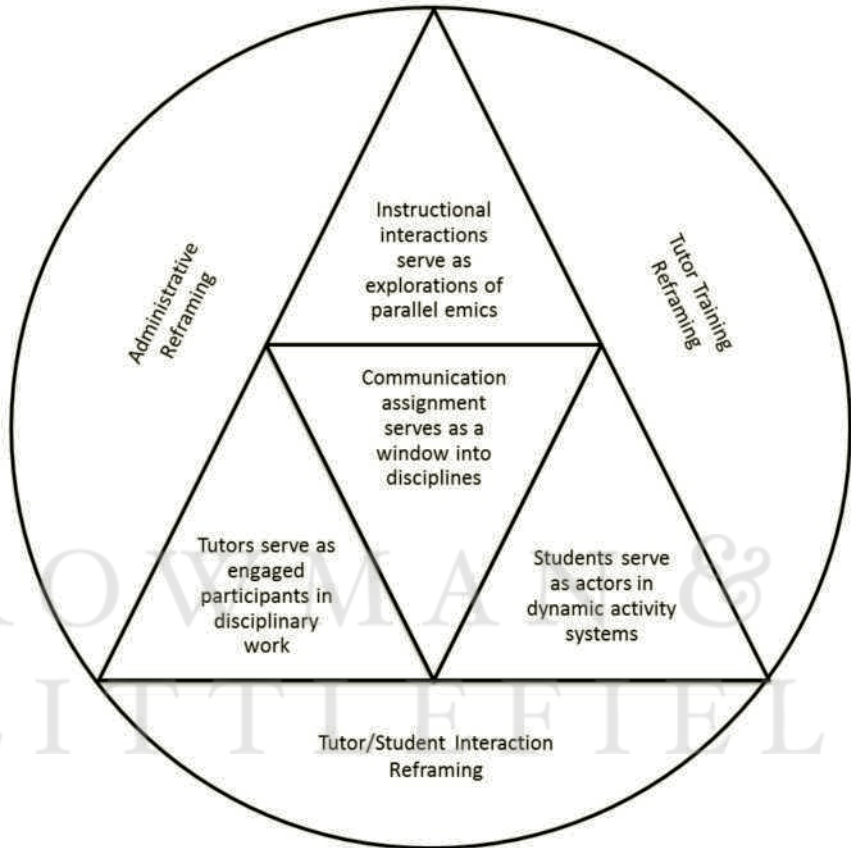 Instructional
interactions
serve as
explorations of
parallel emics
Administrative
Reframing
Tutor Training
Reframing
Communication
assignment
serves as a
window into
disciplines
Tutors serve as
engaged
participants in
disciplinary
work
Students serve
as actors in
dynamic activity
systems
OWMAN &
LITTLEFIEL
Tutor/Student Interaction
Reframing